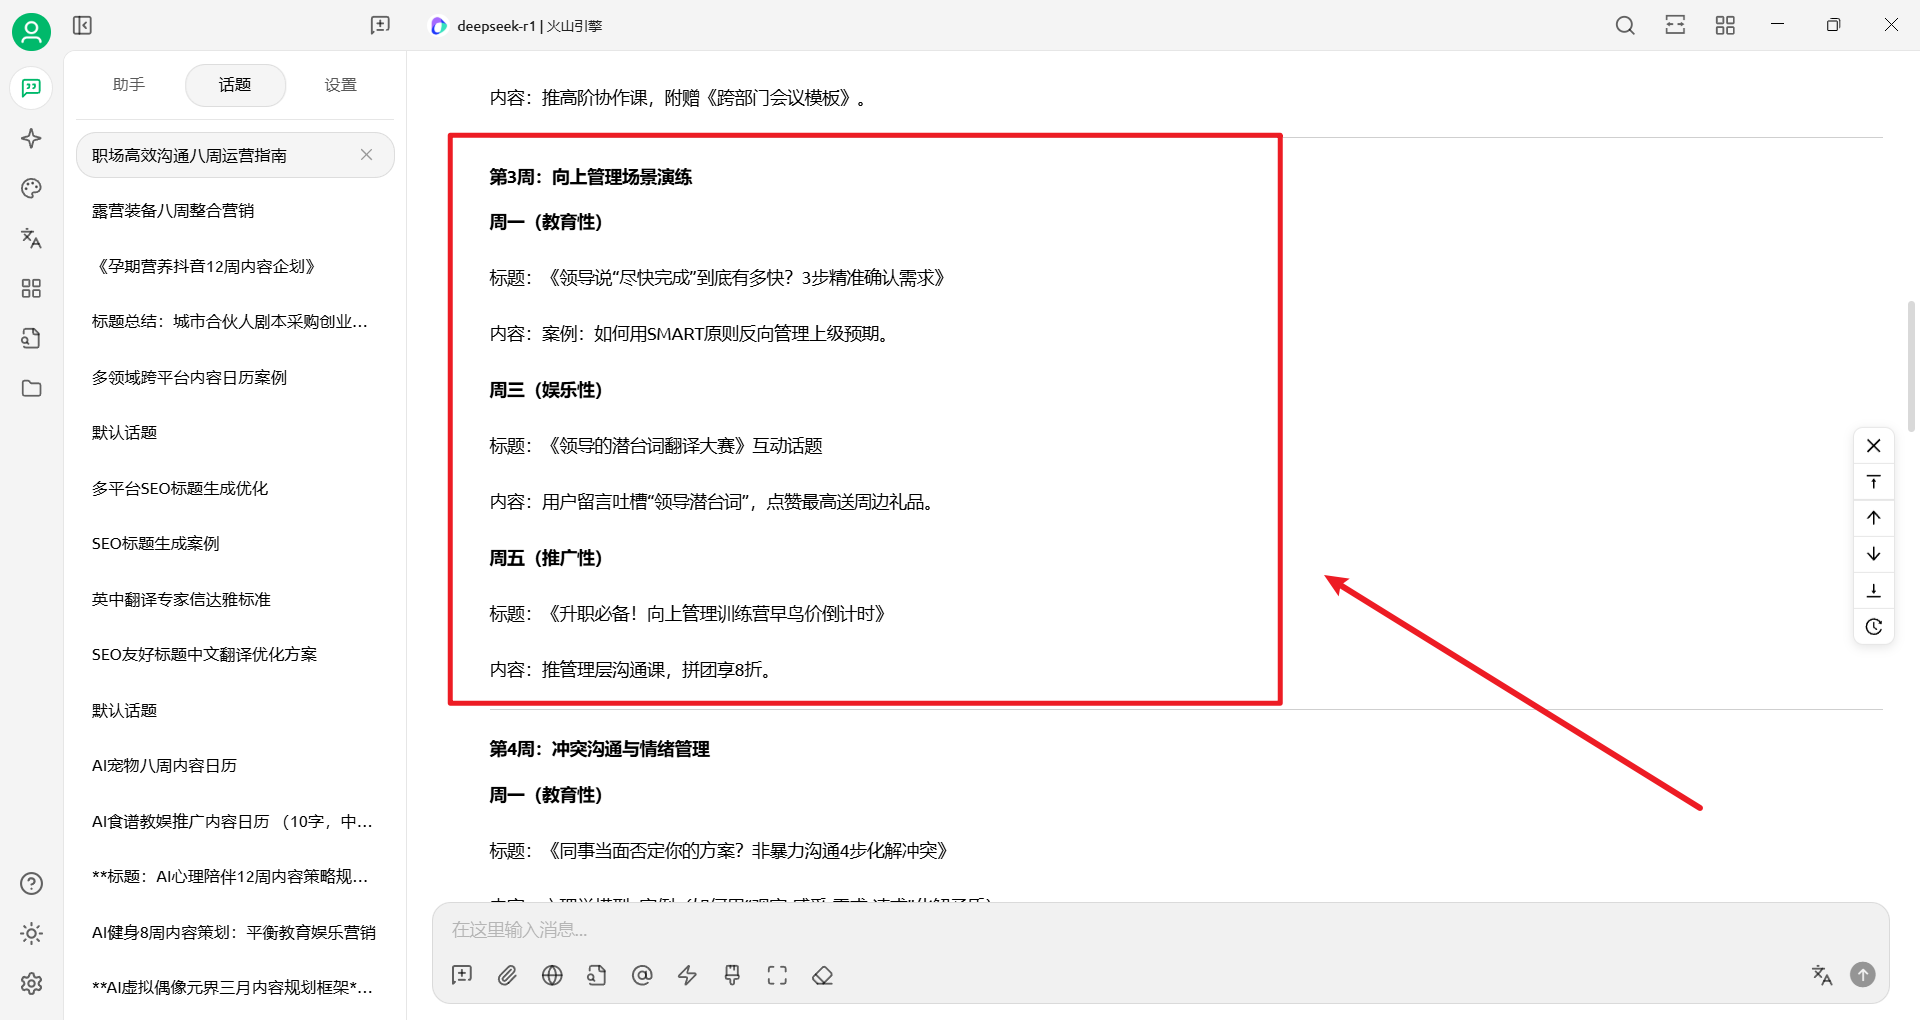 deepseek-r1 | 火山引擎
助手
话题
设置
职场高效沟通八周运营指南
露营装备八周整合营销
《孕期营养抖音12周内容企划》
标题总结：城市合伙人剧本采购创业...
多领域跨平台内容日历案例
默认话题
多平台SEO标题生成优化
SEO标题生成案例
英中翻译专家信达雅标准
SEO友好标题中文翻译优化方案
默认话题
AI宠物八周内容日历
AI食谱教娱推广内容日历 （10字，中...
**标题：AI心理陪伴12周内容策略规...
AI健身8周内容策划：平衡教育娱乐营销
**AI虚拟偶像元界三月内容规划框架*...
内容：推高阶协作课，附赠《跨部门会议模板》。
第3周：向上管理场景演练
周一（教育性）
标题：《领导说“尽快完成”到底有多快？3步精准确认需求》
内容：案例：如何用SMART原则反向管理上级预期。
周三（娱乐性）
标题：《领导的潜台词翻译大赛》互动话题
内容：用户留言吐槽“领导潜台词”，点赞最高送周边礼品。
周五（推广性）
标题：《升职必备！向上管理训练营早鸟价倒计时》
内容：推管理层沟通课，拼团享8折。
第4周：冲突沟通与情绪管理
周一（教育性）
标题：《同事当面否定你的方案？非暴力沟通4步化解冲突》
在这里输入消息...